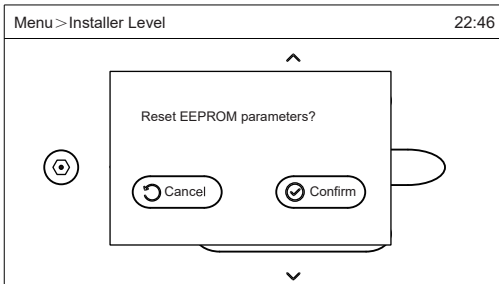 Menu＞Installer Level 22:46
Reset EEPROM parameters?
Cancel Confirm